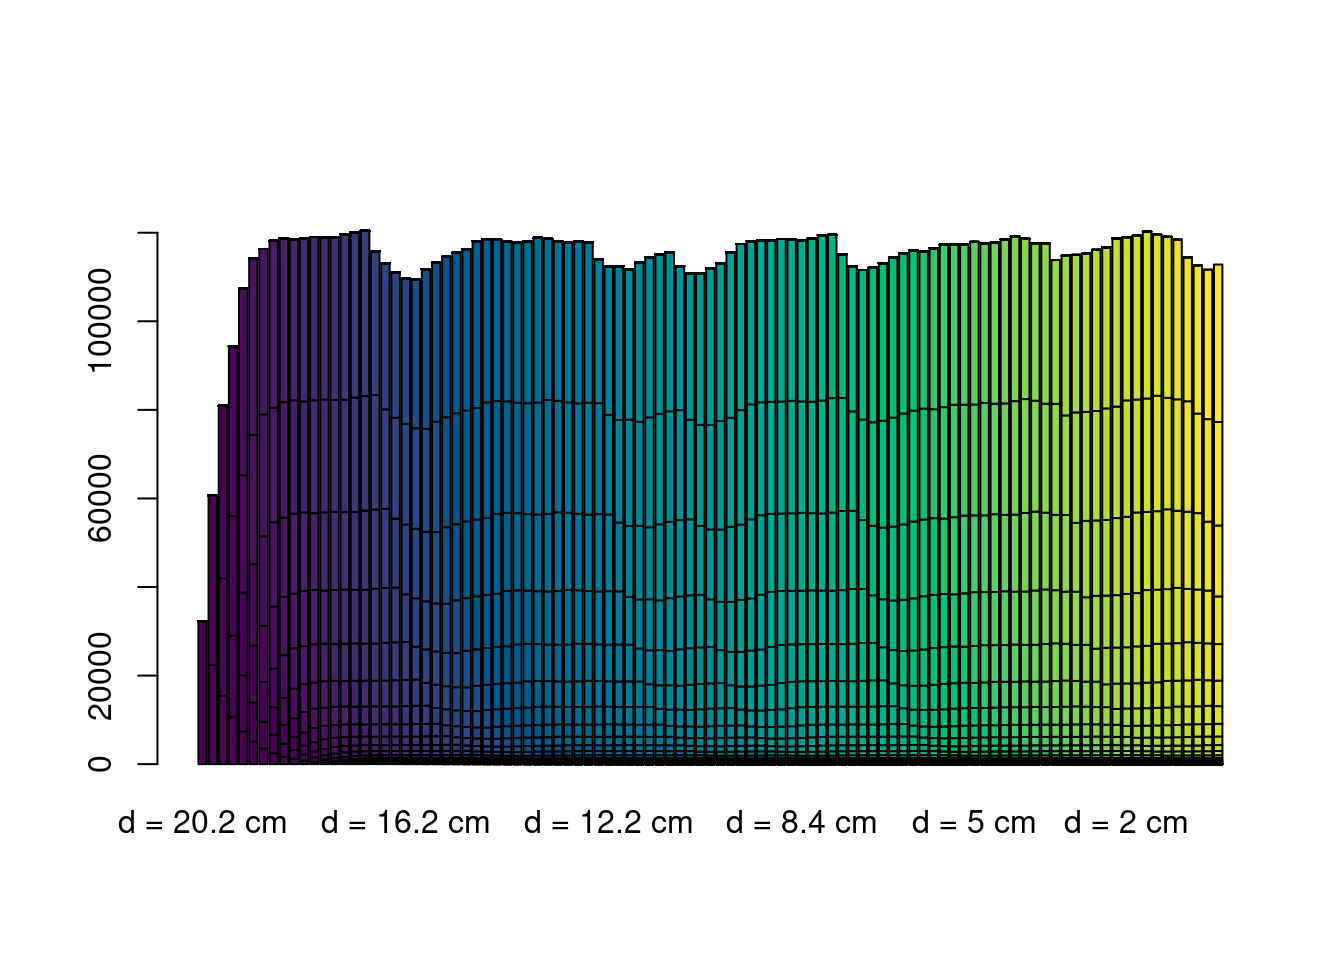 100000
60000
20000
0
d = 20.2 cm
d = 16.2 cm
d = 12.2 cm
d = 8.4 cm
d = 5 cm
d = 2 cm